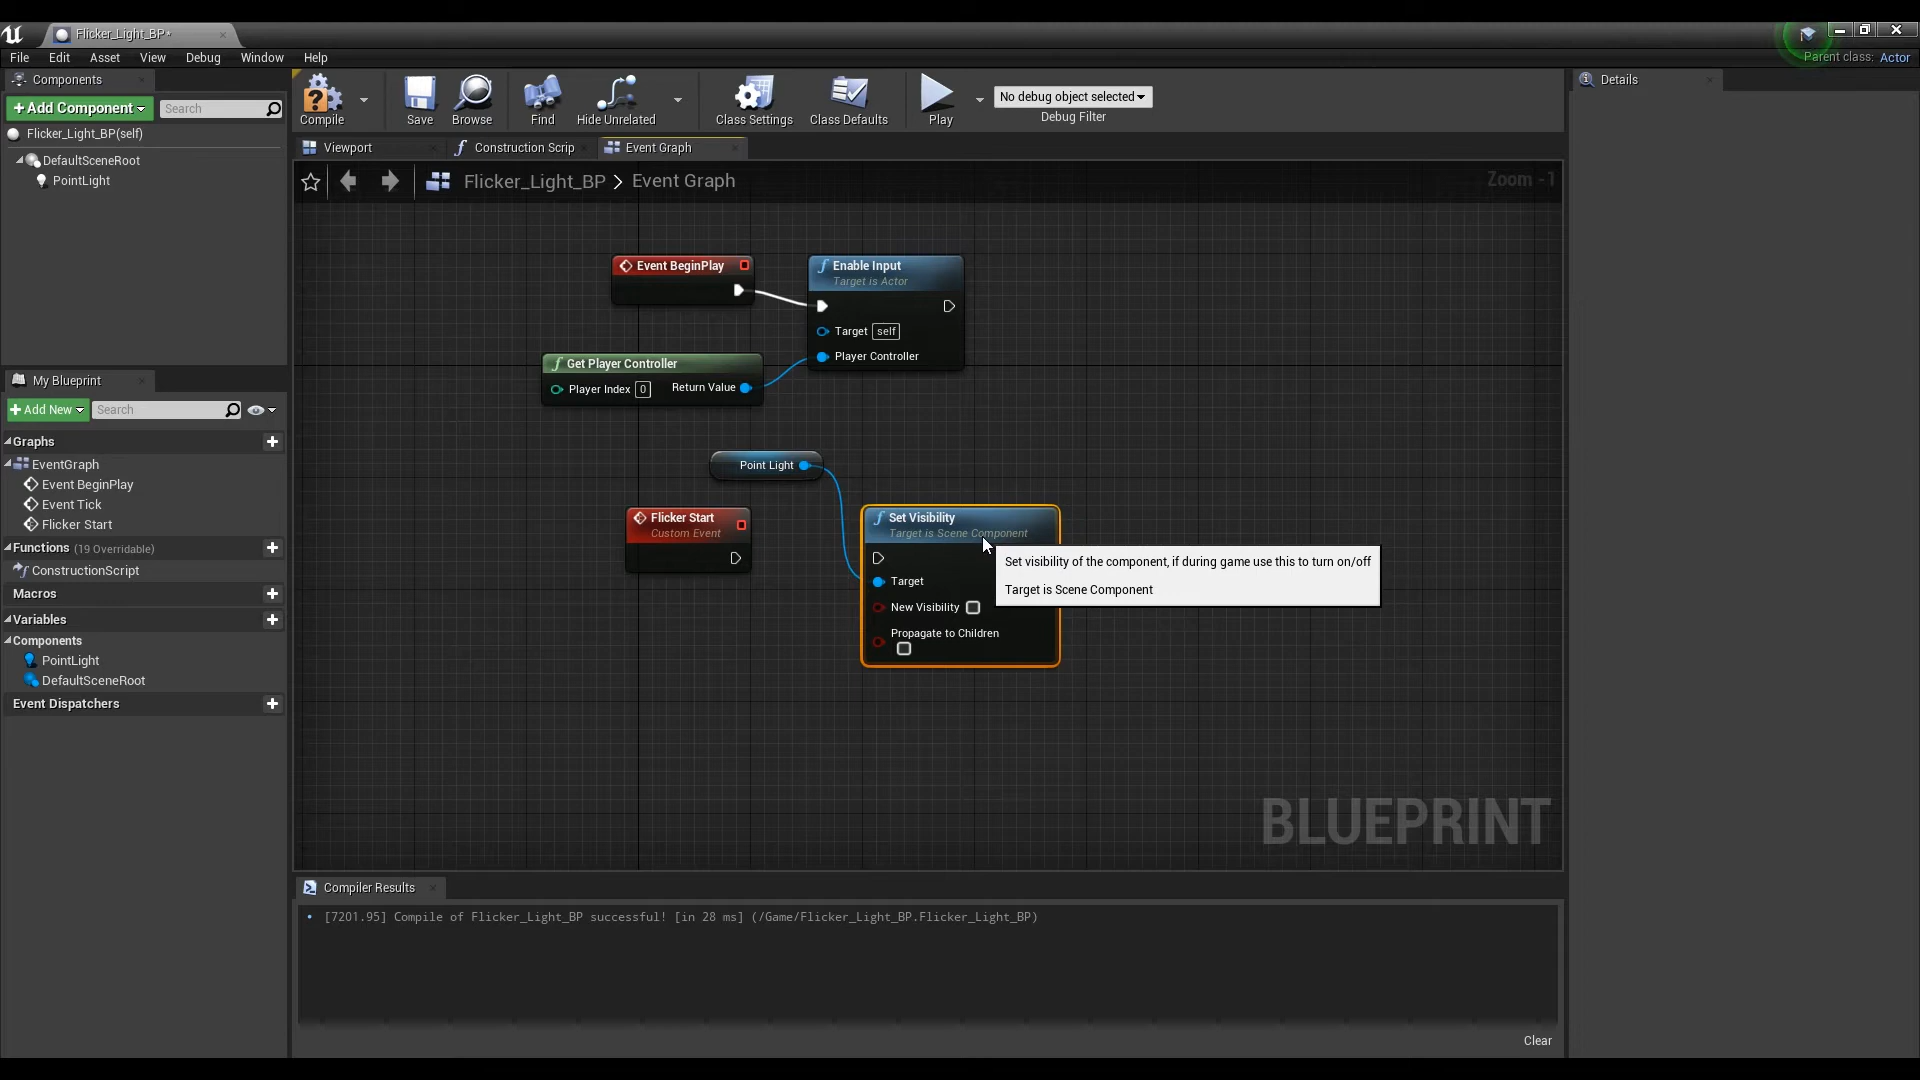 Flicker_Light_BP*
File Edit Asset View Debug Window Help
Parent class: Actor
Components
+Add Component
Search
Flicker_Light_BP(self)
DefaultSceneRoot
PointLight
Compile
Save
Browse
Find
Hide Unrelated
Class Settings
Class Defaults
Play
No debug object selected
Debug Filter
Details
Viewport
Construction Scrip
Event Graph
Flicker_Light_BP > Event Graph
Zoom -1
Event BeginPlay
Enable Input
Target is Actor
Target self
Player Controller
Get Player Controller
Player Index 0 Return Value
Point Light
Flicker Start
Custom Event
Set Visibility
Target is Scene Component
Target
New Visibility
Propagate to Children
Set visibility of the component, if during game use this to turn on/off
Target is Scene Component
BLUEPRINT
My Blueprint
+Add New
Search
Graphs
EventGraph
Event BeginPlay
Event Tick
Flicker Start
Functions (19 Overridable)
ConstructionScript
Macros
Variables
Components
PointLight
DefaultSceneRoot
Event Dispatchers
Compiler Results
[7201.95] Compile of Flicker_Light_BP successful! [in 28 ms] (/Game/Flicker_Light_BP.Flicker_Light_BP)
Clear